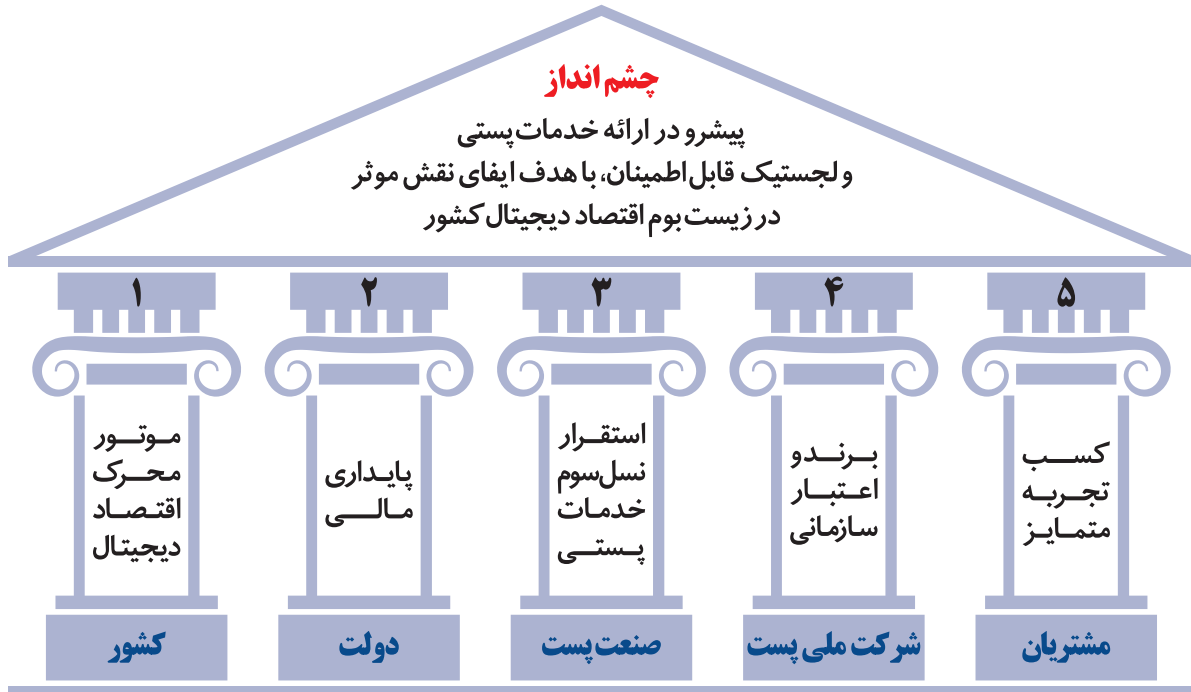 چشم انداز
پیشرو در ارائه خدمات پستی
و لجستیک قابل اطمینان، با هدف ایفای نقش موثر
در زیست بوم اقتصاد دیجیتال کشور
۱
موتور
محرک
اقتصاد
دیجیتال
کشور
۲
پایداری
مالی
دولت
۳
استقرار
نسل سوم
خدمات
پستی
صنعت پست
۴
برند و
اعتبار
سازمانی
شرکت ملی پست
۵
کسب
تجربه
متمایز
مشتریان